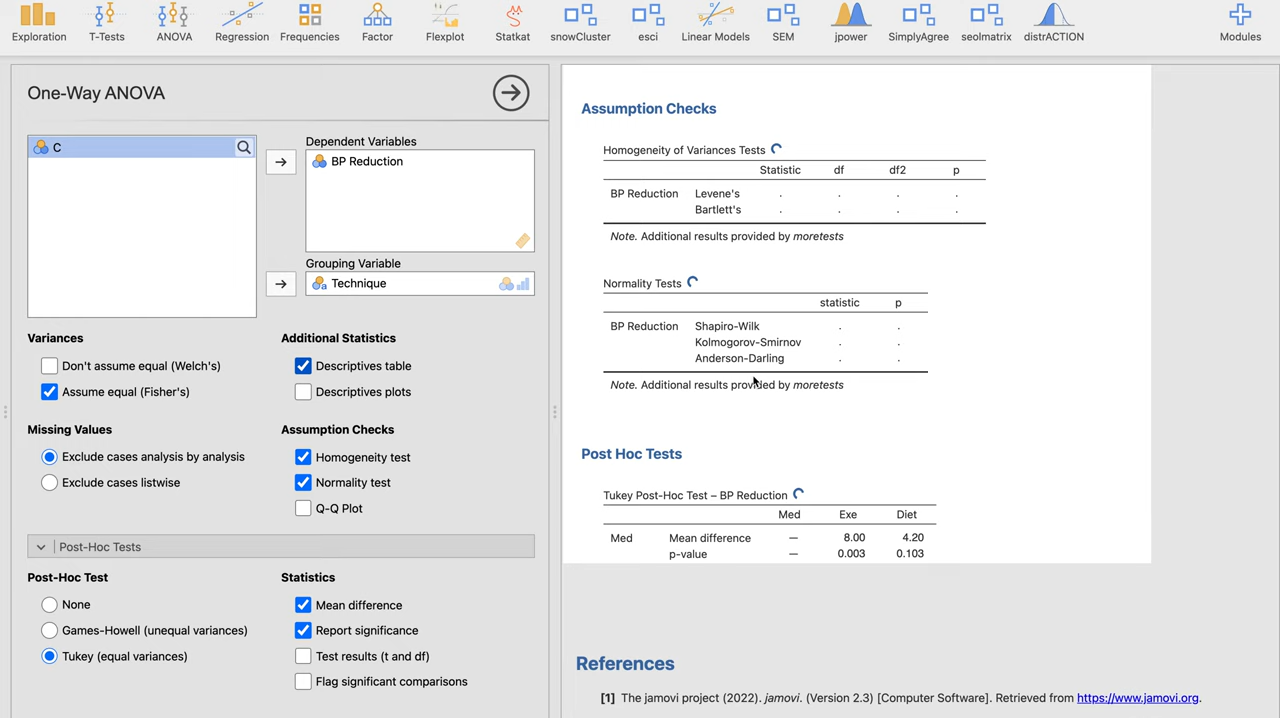 Exploration T-Tests ANOVA Regression Frequencies Factor Flexplot Statkat snowCluster esci Linear Models SEM jpower SimplyAgree seolmatrix distrACTION Modules
One-Way ANOVA
C
Dependent Variables
BP Reduction
Grouping Variable
Technique
Variances
Don't assume equal (Welch's)
Assume equal (Fisher's)
Additional Statistics
Descriptives table
Descriptives plots
Missing Values
Exclude cases analysis by analysis
Exclude cases listwise
Assumption Checks
Homogeneity test
Normality test
Q-Q Plot
Post-Hoc Tests
Post-Hoc Test
None
Games-Howell (unequal variances)
Tukey (equal variances)
Statistics
Mean difference
Report significance
Test results (t and df)
Flag significant comparisons
Assumption Checks
Homogeneity of Variances Tests
Statistic df df2 p
BP Reduction Levene's . . . .
Bartlett's . . . .
Note. Additional results provided by moretests
Normality Tests
statistic p
BP Reduction Shapiro-Wilk . .
Kolmogorov-Smirnov . .
Anderson-Darling . .
Note. Additional results provided by moretests
Post Hoc Tests
Tukey Post-Hoc Test – BP Reduction
Med Exe Diet
Med Mean difference — 8.00 4.20
p-value — 0.003 0.103
References
[1] The jamovi project (2022). jamovi. (Version 2.3) [Computer Software]. Retrieved from https://www.jamovi.org.